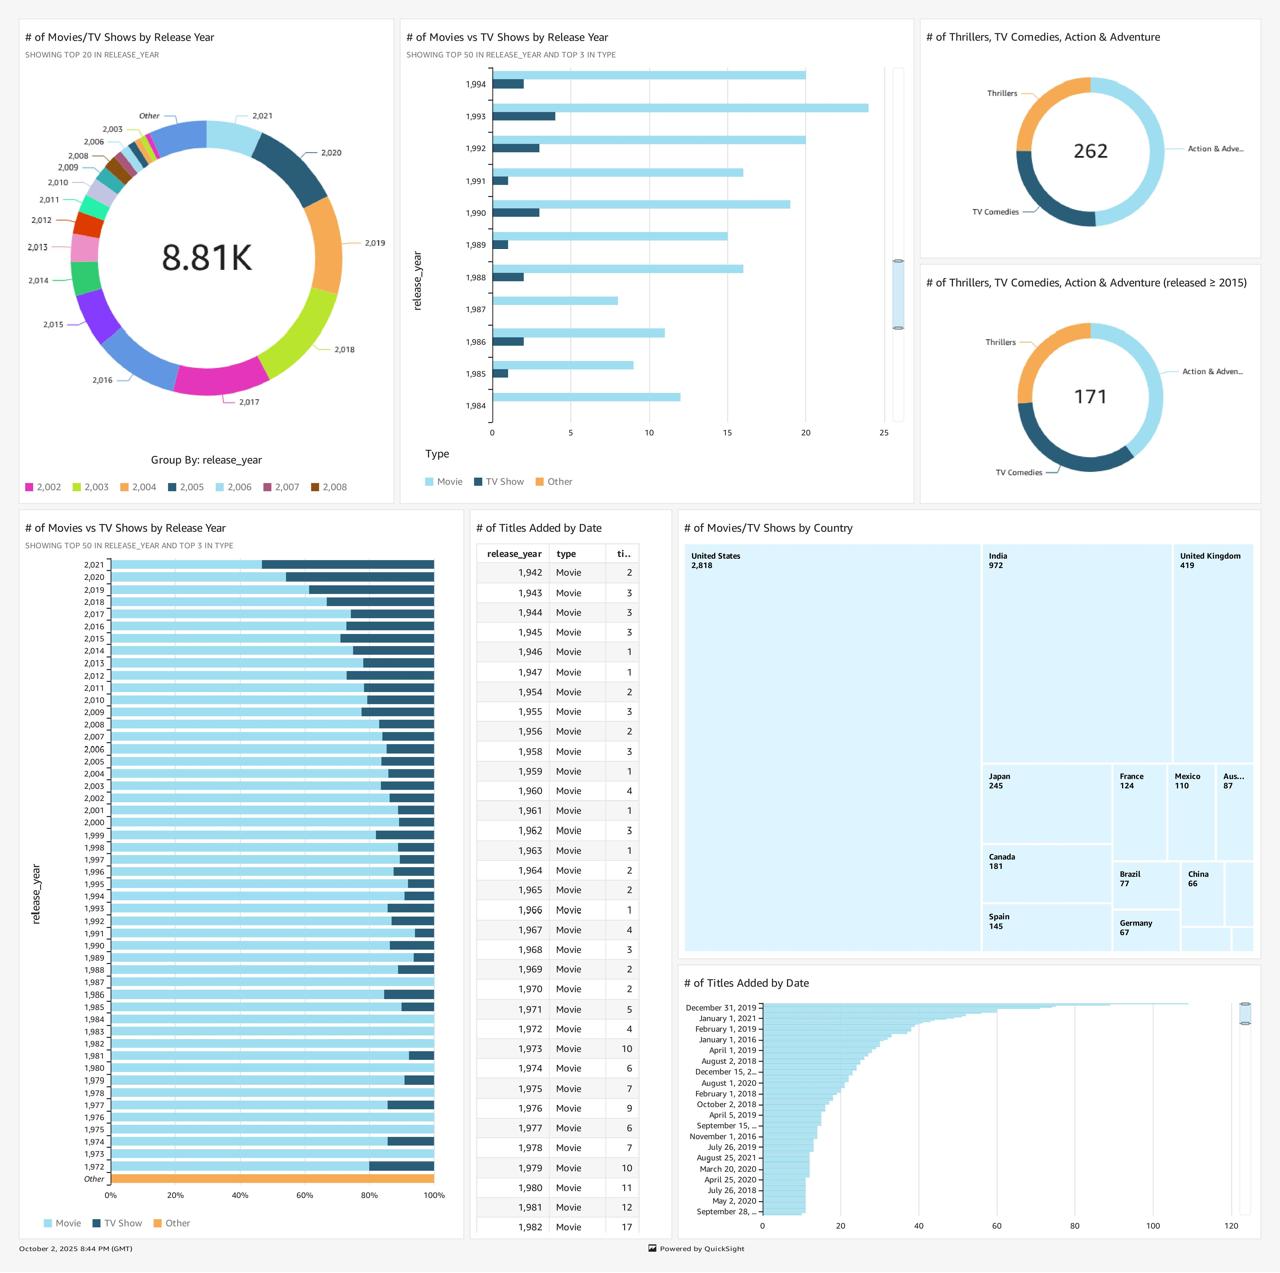 # of Movies/TV Shows by Release Year
SHOWING TOP 20 IN RELEASE_YEAR
Other
2,021
2,003
2,006
2,020
2,008
2,009
2,010
2,011
2,012
2,019
2,013
8.81K
2,014
2,015
2,018
2,016
2,017
Group By: release_year
2,002 2,003 2,004 2,005 2,006 2,007 2,008
# of Movies vs TV Shows by Release Year
SHOWING TOP 50 IN RELEASE_YEAR AND TOP 3 IN TYPE
release_year
1,994
1,993
1,992
1,991
1,990
1,989
1,988
1,987
1,986
1,985
1,984
0 5 10 15 20 25
Type
Movie TV Show Other
# of Thrillers, TV Comedies, Action & Adventure
Thrillers
262
Action & Adve...
TV Comedies
# of Thrillers, TV Comedies, Action & Adventure (released ≥ 2015)
Thrillers
Action & Adven...
171
TV Comedies
# of Movies vs TV Shows by Release Year
SHOWING TOP 50 IN RELEASE_YEAR AND TOP 3 IN TYPE
release_year
2,021
2,020
2,019
2,018
2,017
2,016
2,015
2,014
2,013
2,012
2,011
2,010
2,009
2,008
2,007
2,006
2,005
2,004
2,003
2,002
2,001
2,000
1,999
1,998
1,997
1,996
1,995
1,994
1,993
1,992
1,991
1,990
1,989
1,988
1,987
1,986
1,985
1,984
1,983
1,982
1,981
1,980
1,979
1,978
1,977
1,976
1,975
1,974
1,973
1,972
Other
0% 20% 40% 60% 80% 100%
Movie TV Show Other
# of Titles Added by Date
release_year type ti..
1,942 Movie 2
1,943 Movie 3
1,944 Movie 3
1,945 Movie 3
1,946 Movie 1
1,947 Movie 1
1,954 Movie 2
1,955 Movie 3
1,956 Movie 2
1,958 Movie 3
1,959 Movie 1
1,960 Movie 4
1,961 Movie 1
1,962 Movie 3
1,963 Movie 1
1,964 Movie 2
1,965 Movie 2
1,966 Movie 1
1,967 Movie 4
1,968 Movie 3
1,969 Movie 2
1,970 Movie 2
1,971 Movie 5
1,972 Movie 4
1,973 Movie 10
1,974 Movie 6
1,975 Movie 7
1,976 Movie 9
1,977 Movie 6
1,978 Movie 7
1,979 Movie 10
1,980 Movie 11
1,981 Movie 12
1,982 Movie 17
# of Movies/TV Shows by Country
United States
2,818
India
972
United Kingdom
419
Japan
245
France
124
Mexico
110
Aus...
87
Canada
181
Brazil
77
China
66
Spain
145
Germany
67
# of Titles Added by Date
December 31, 2019
January 1, 2021
February 1, 2019
January 1, 2016
April 1, 2019
August 2, 2018
December 15, 2...
August 1, 2020
February 1, 2018
October 2, 2018
April 5, 2019
September 15, ...
November 1, 2016
July 26, 2019
August 25, 2021
March 20, 2020
April 25, 2020
July 26, 2018
May 2, 2020
September 28, ...
0 20 40 60 80 100 120
October 2, 2025 8:44 PM (GMT)
Powered by QuickSight